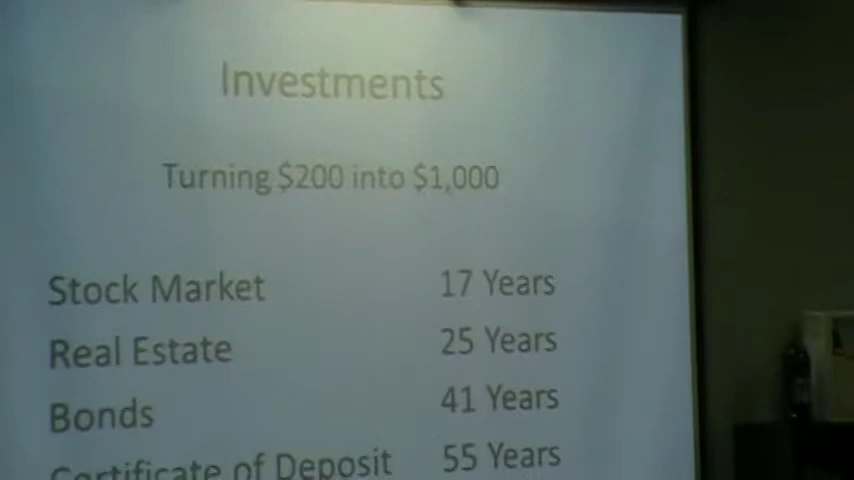 Investments
Turning $200 into $1,000
Stock Market 17 Years
Real Estate 25 Years
Bonds 41 Years
Certificate of Deposit 55 Years